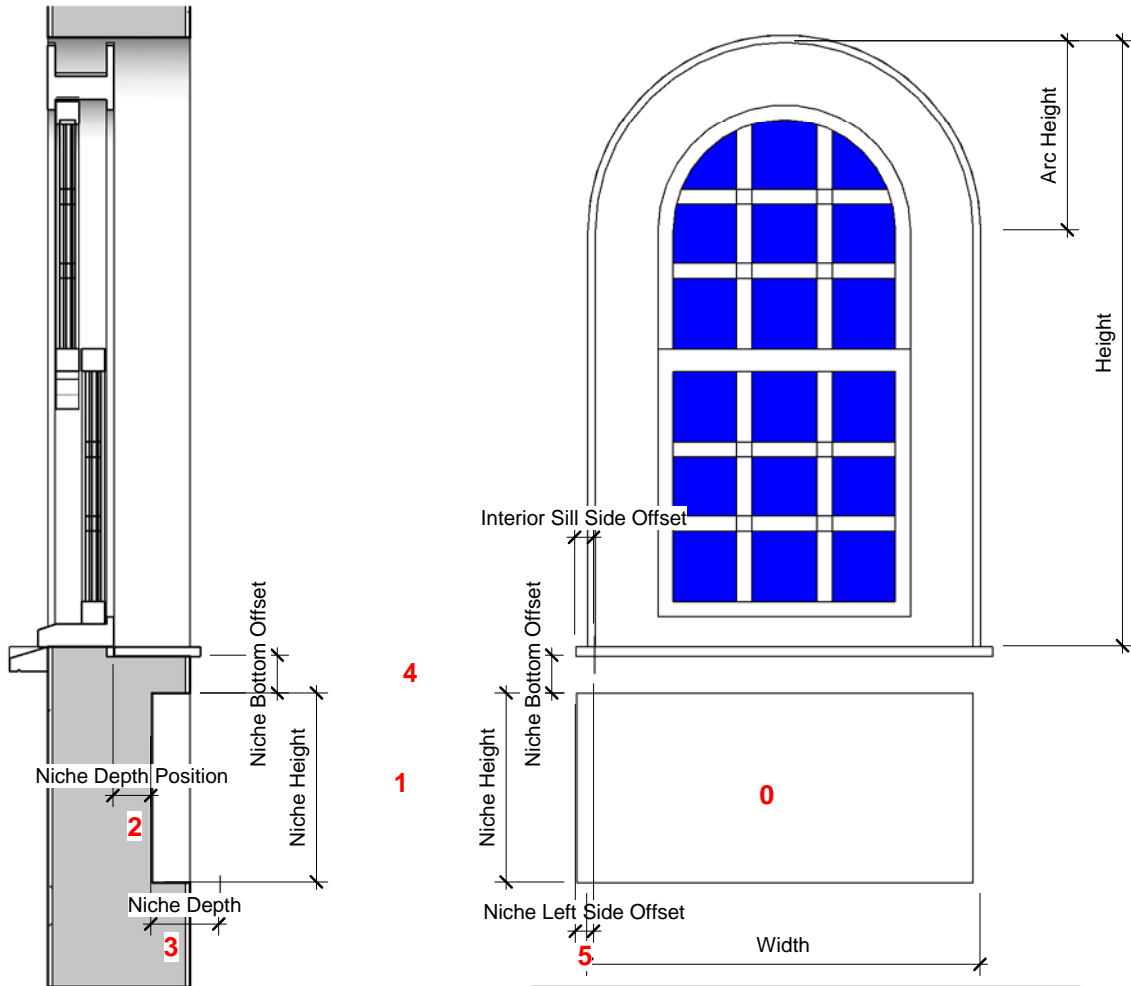 Arc Height
Height
Interior Sill Side Offset
Niche Bottom Offset
Niche Bottom Offset
4
Niche Depth Position
2
Niche Height
1
Niche Height
0
Niche Depth
3
Niche Left Side Offset
5
Width